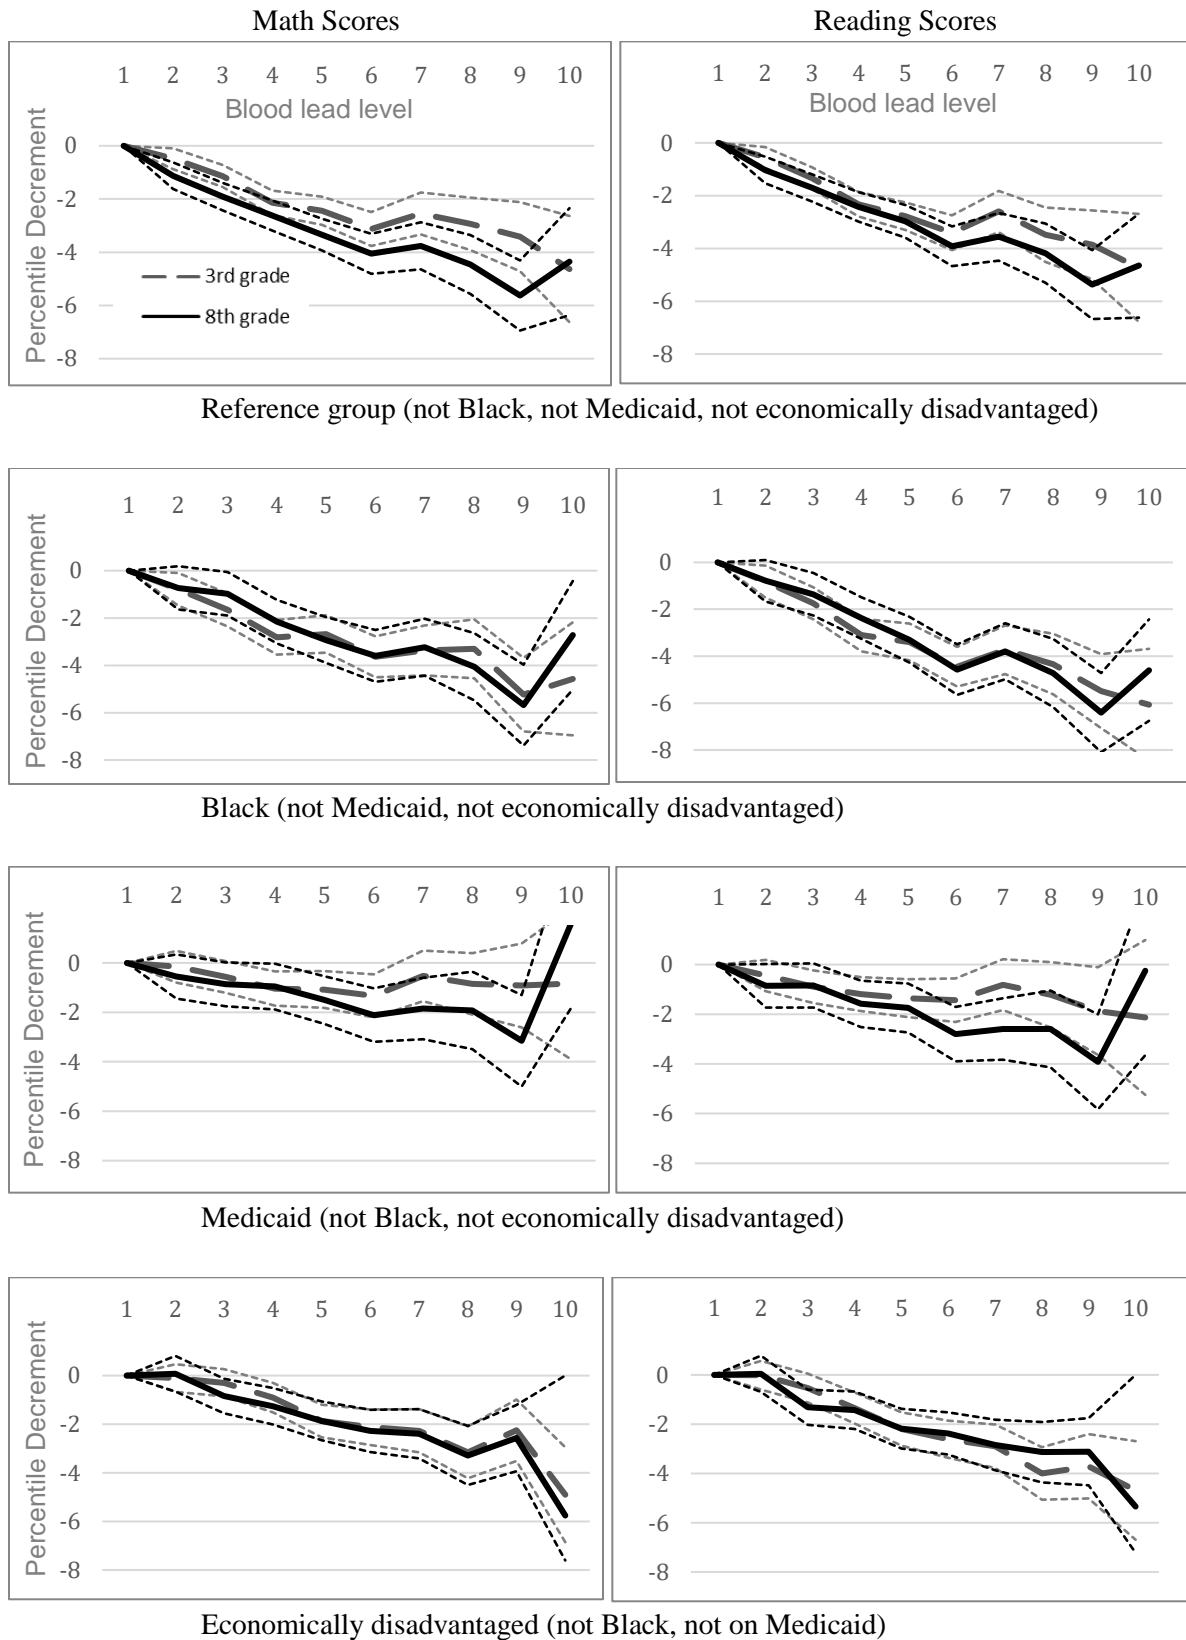 Math Scores Reading Scores
1 2 3 4 5 6 7 8 9 10 1 2 3 4 5 6 7 8 9 10
Blood lead level Blood lead level
Percentile Decrement
0 0
-2 -2
-4 -4
3rd grade
8th grade
-6 -6
-8 -8
Reference group (not Black, not Medicaid, not economically disadvantaged)
1 2 3 4 5 6 7 8 9 10 1 2 3 4 5 6 7 8 9 10
Percentile Decrement
0 0
-2 -2
-4 -4
-6 -6
-8 -8
Black (not Medicaid, not economically disadvantaged)
1 2 3 4 5 6 7 8 9 10 1 2 3 4 5 6 7 8 9 10
Percentile Decrement
0 0
-2 -2
-4 -4
-6 -6
-8 -8
Medicaid (not Black, not economically disadvantaged)
1 2 3 4 5 6 7 8 9 10 1 2 3 4 5 6 7 8 9 10
Percentile Decrement
0 0
-2 -2
-4 -4
-6 -6
-8 -8
Economically disadvantaged (not Black, not on Medicaid)